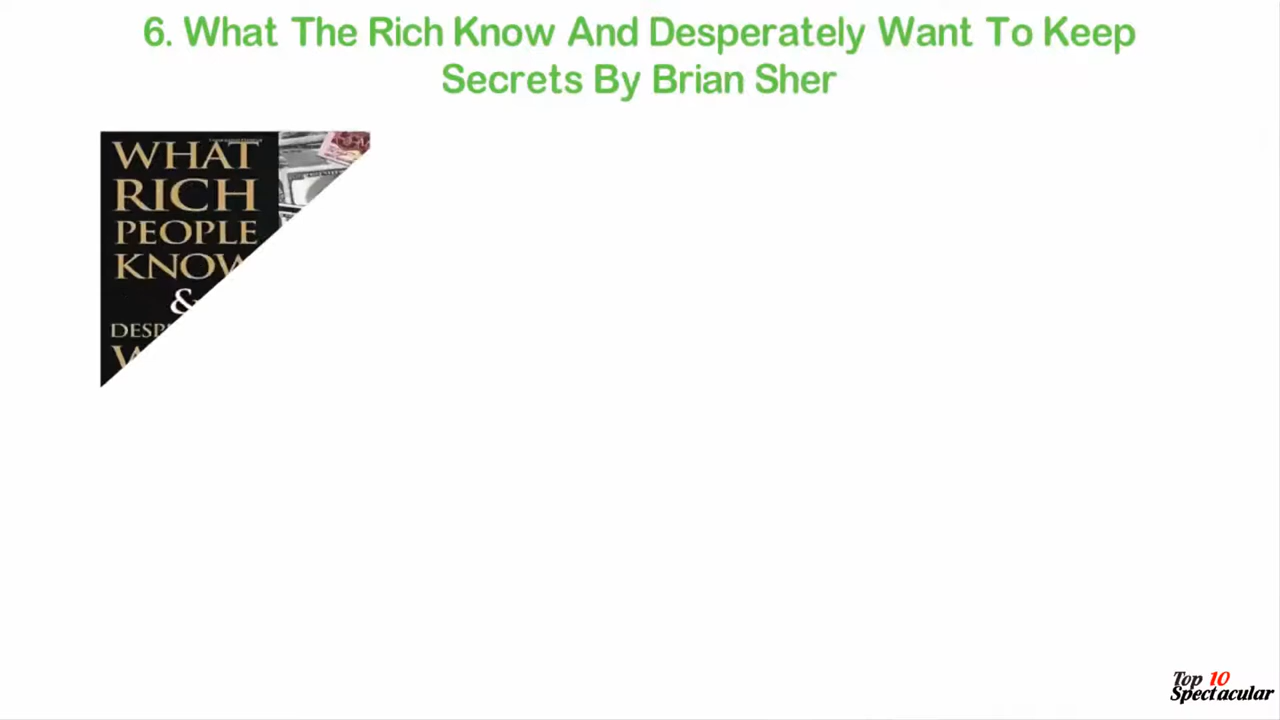 6. What The Rich Know And Desperately Want To Keep
Secrets By Brian Sher
WHAT
RICH
PEOPLE
KNOW
&
Top 10
Spectacular